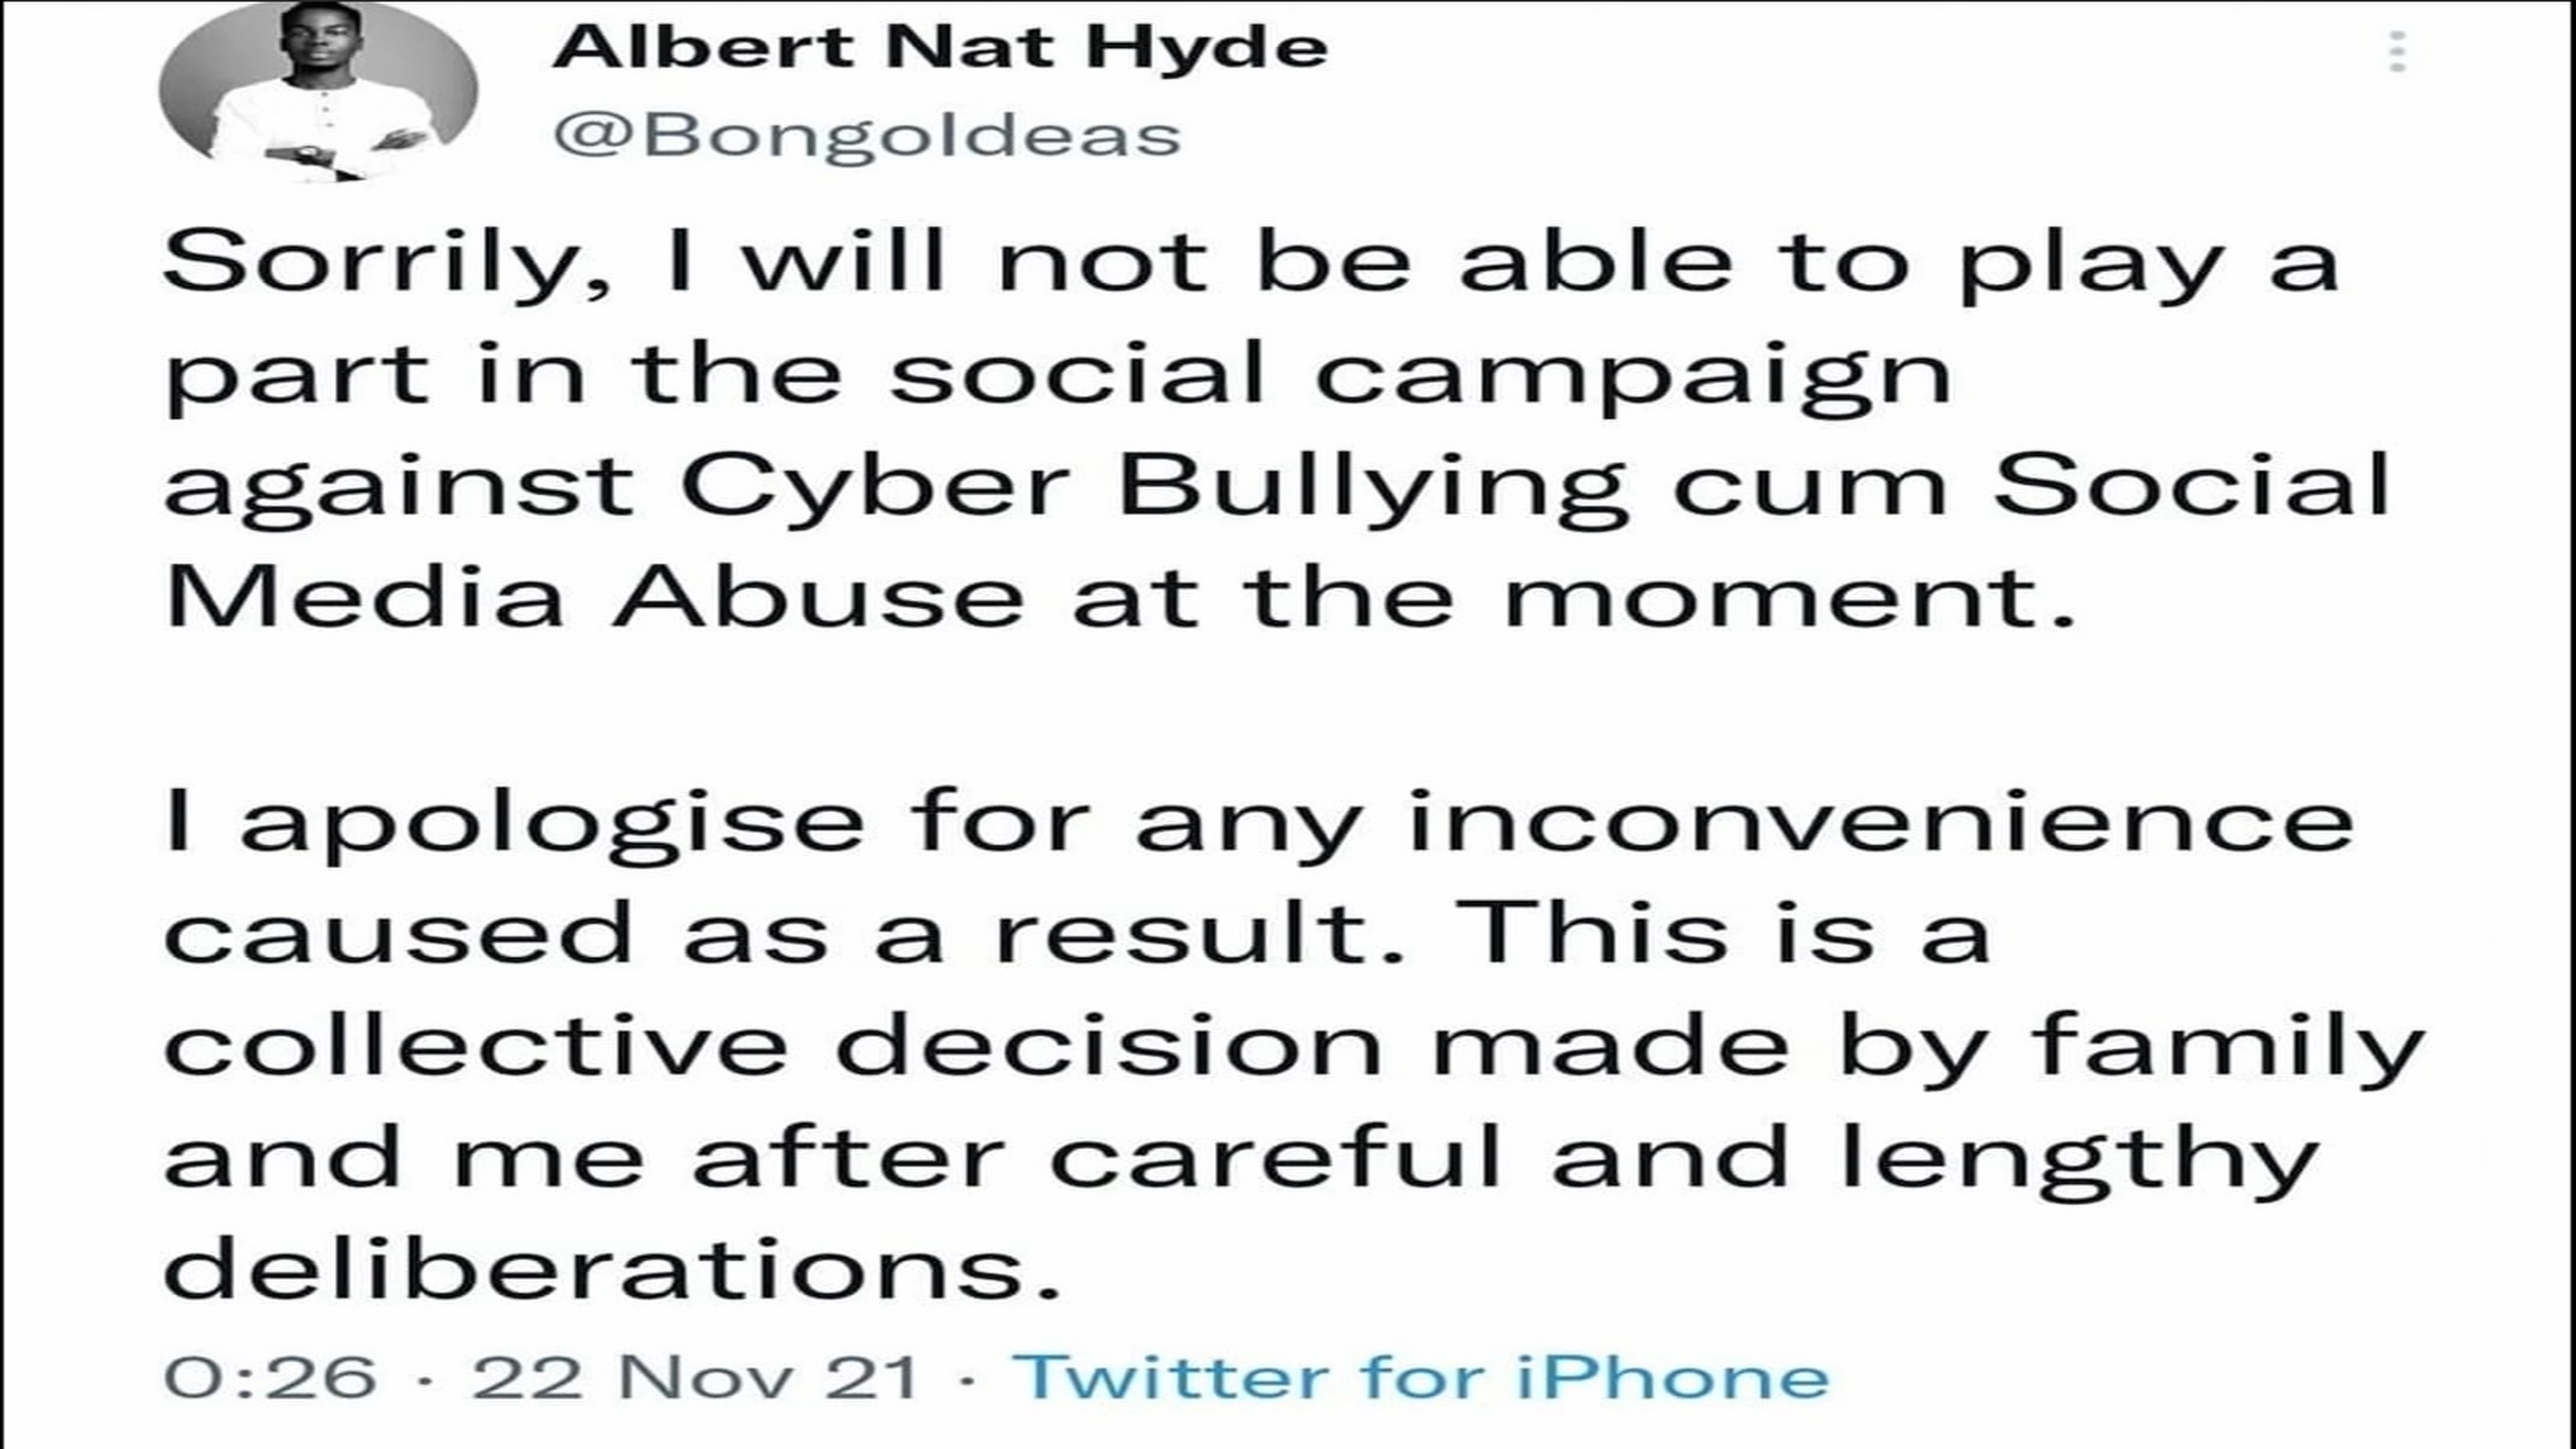 Albert Nat Hyde
@BongoIdeas
Sorrily, I will not be able to play a
part in the social campaign
against Cyber Bullying cum Social
Media Abuse at the moment.
I apologise for any inconvenience
caused as a result. This is a
collective decision made by family
and me after careful and lengthy
deliberations.
0:26 · 22 Nov 21 · Twitter for iPhone